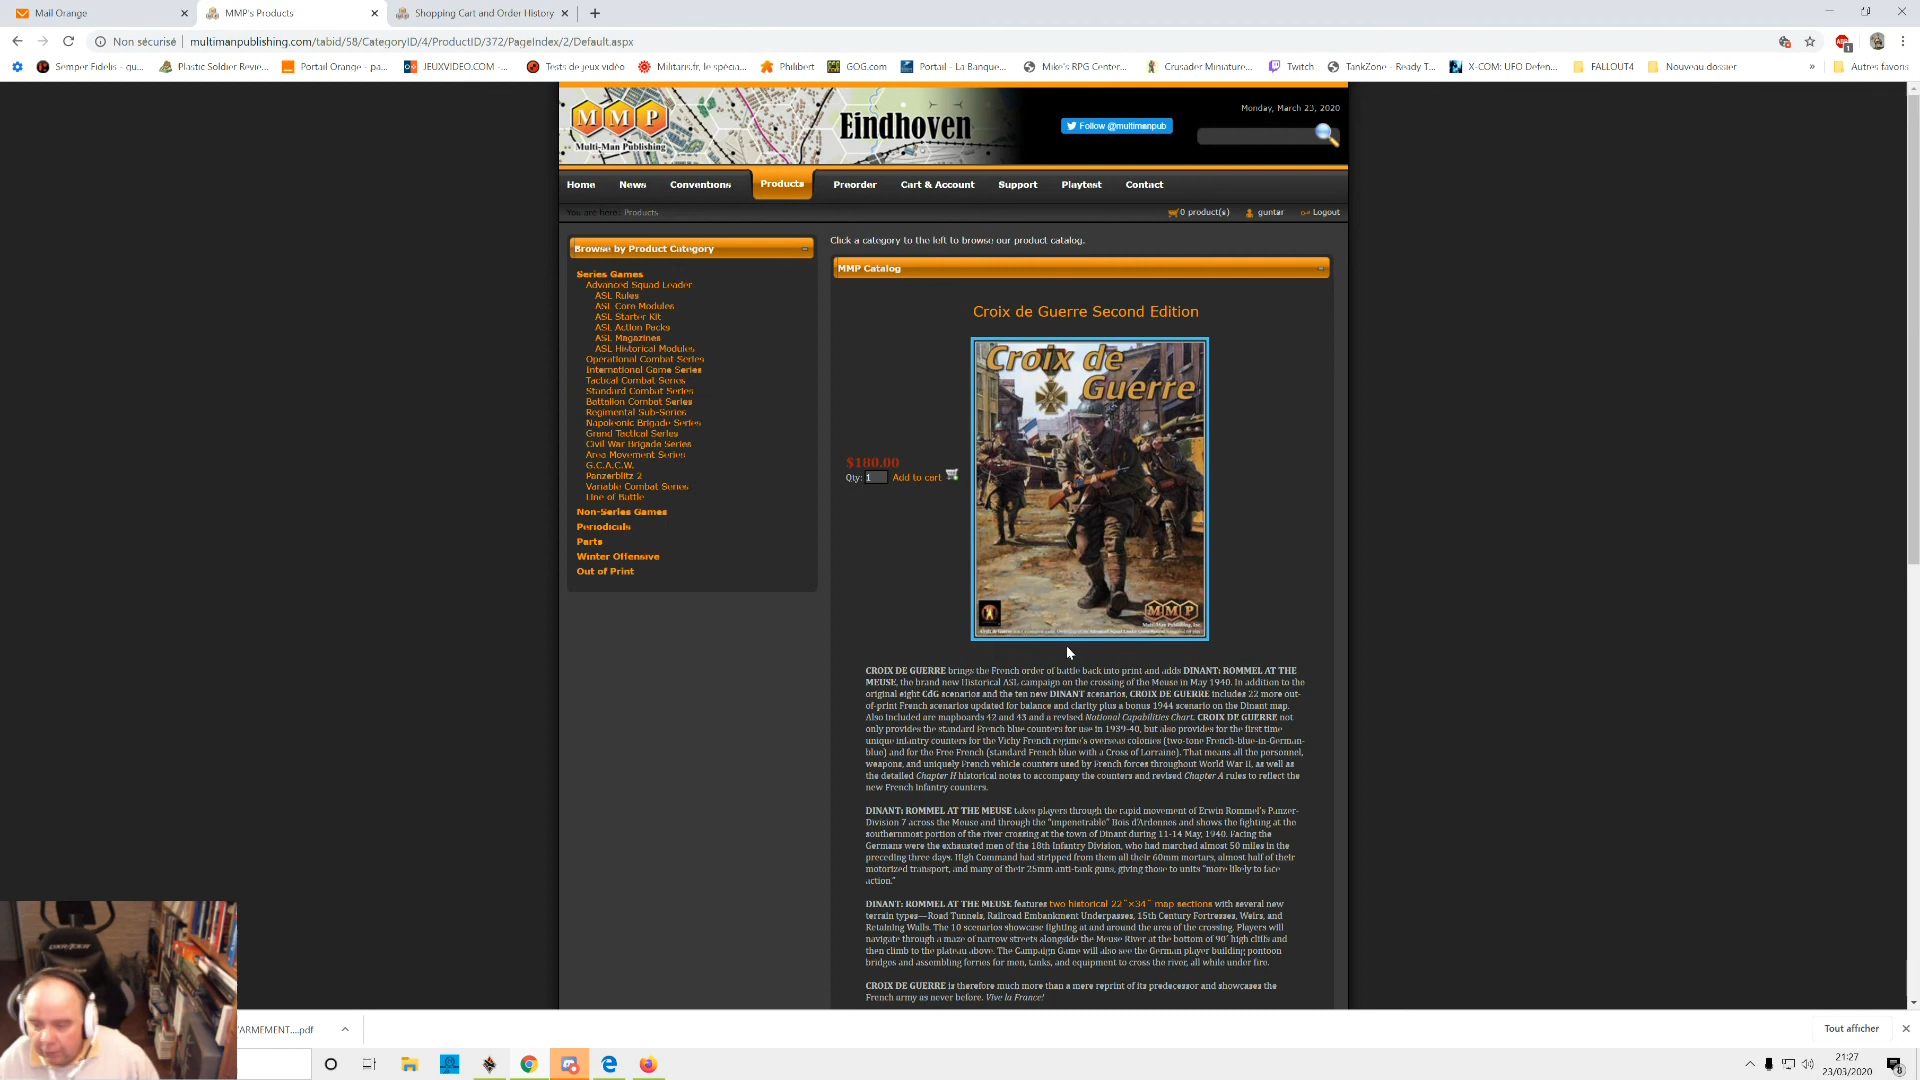 Mail Orange
MMP's Products
Shopping Cart and Order History
Non sécurisé
multimanpublishing.com/tabid/58/CategoryID/4/ProductID/372/PageIndex/2/Default.aspx
Semper Fidelis - qu...
Plastic Soldier Revie...
Portail Orange - pa...
JEUXVIDEO.COM -...
Tests de jeux vidéo
Militaris.fr, le spécia...
Philibert
GOG.com
Portail - La Banque...
Mike's RPG Center...
Crusader Miniature...
Twitch
TankZone - Ready T...
X-COM: UFO Defen...
FALLOUT4
Nouveau dossier
»
Autres favoris
MMP
Multi-Man Publishing
Eindhoven
Follow @multimanpub
Monday, March 23, 2020
Home
News
Conventions
Products
Preorder
Cart & Account
Support
Playtest
Contact
You are here: Products
0 product(s)
guntar
Logout
Browse by Product Category
Series Games
Advanced Squad Leader
ASL Rules
ASL Core Modules
ASL Starter Kit
ASL Action Packs
ASL Magazines
ASL Historical Modules
Operational Combat Series
International Game Series
Tactical Combat Series
Standard Combat Series
Battalion Combat Series
Regimental Sub-Series
Napoleonic Brigade Series
Grand Tactical Series
Civil War Brigade Series
Area Movement Series
G.C.A.C.W.
Panzerblitz 2
Variable Combat Series
Line of Battle
Non-Series Games
Periodicals
Parts
Winter Offensive
Out of Print
Click a category to the left to browse our product catalog.
MMP Catalog
Croix de Guerre Second Edition
Croix de
Guerre
MMP
Multi-Man Publishing, Inc.
$180.00
Qty: 1 Add to cart
CROIX DE GUERRE brings the French order of battle back into print and adds DINANT: ROMMEL AT THE
MEUSE, the brand new Historical ASL campaign on the crossing of the Meuse in May 1940. In addition to the
original eight CdG scenarios and the ten new DINANT scenarios, CROIX DE GUERRE includes 22 more out-
of-print French scenarios updated for balance and clarity plus a bonus 1944 scenario on the Dinant map.
Also included are mapboards 42 and 43 and a revised National Capabilities Chart. CROIX DE GUERRE not
only provides the standard French blue counters for use in 1939-40, but also provides for the first time
unique infantry counters for the Vichy French regime's overseas colonies (two-tone French-blue-in-German-
blue) and for the Free French (standard French blue with a Cross of Lorraine). That means all the personnel,
weapons, and uniquely French vehicle counters used by French forces throughout World War II, as well as
the detailed Chapter H historical notes to accompany the counters and revised Chapter A rules to reflect the
new French Infantry counters.
DINANT: ROMMEL AT THE MEUSE takes players through the rapid movement of Erwin Rommel's Panzer-
Division 7 across the Meuse and through the "impenetrable" Bois d'Ardennes and shows the fighting at the
southernmost portion of the river crossing at the town of Dinant during 11-14 May, 1940. Facing the
Germans were the exhausted men of the 18th Infantry Division, who had marched almost 50 miles in the
preceding three days. High Command had stripped from them all their 60mm mortars, almost half of their
motorized transport, and many of their 25mm anti-tank guns, giving those to units "more likely to face
action."
DINANT: ROMMEL AT THE MEUSE features two historical 22"×34" map sections with several new
terrain types—Road Tunnels, Railroad Embankment Underpasses, 15th Century Fortresses, Weirs, and
Retaining Walls. The 10 scenarios showcase fighting at and around the area of the crossing. Players will
navigate through a maze of narrow streets alongside the Meuse River at the bottom of 90' high cliffs and
then climb to the plateau above. The Campaign Game will also see the German player building pontoon
bridges and assembling ferries for men, tanks, and equipment to cross the river, all while under fire.
CROIX DE GUERRE is therefore much more than a mere reprint of its predecessor and showcases the
French army as never before. Vive la France!
'ARMEMENT....pdf
Tout afficher
21:27
23/03/2020